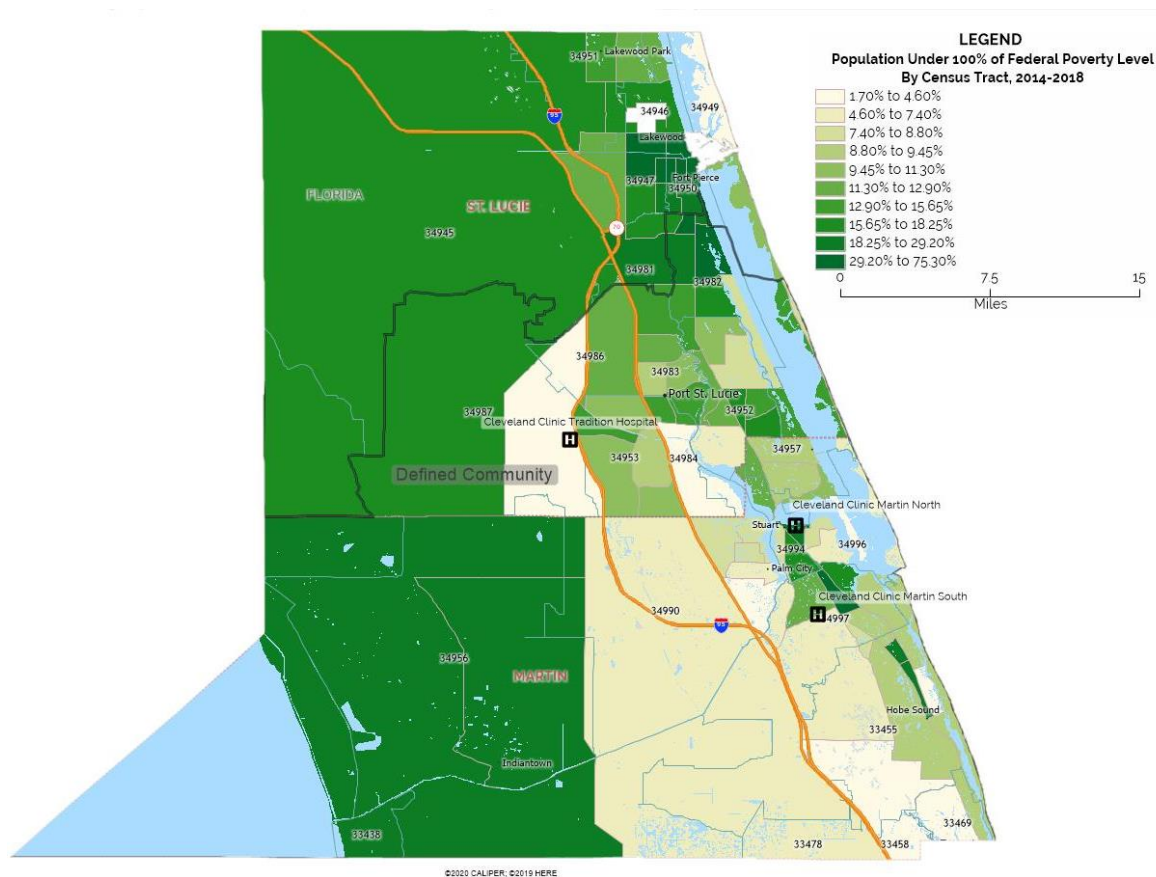 LEGEND
Population Under 100% of Federal Poverty Level
By Census Tract, 2014-2018
1.70% to 4.60%
4.60% to 7.40%
7.40% to 8.80%
8.80% to 9.45%
9.45% to 11.30%
11.30% to 12.90%
12.90% to 15.65%
15.65% to 18.25%
18.25% to 29.20%
29.20% to 75.30%
0 7.5 15
Miles
34951
Lakewood Park
34949
34946
95
Lakewood
34947
Fort Pierce
34950
FLORIDA
ST. LUCIE
34945
70
34981
34982
34986
34983
Port St. Lucie
34987
34952
Cleveland Clinic Tradition Hospital
H
34953
34984
34957
Defined Community
Cleveland Clinic Martin North
Stuart
H
34994
34996
Palm City
Cleveland Clinic Martin South
34990
95
H
4997
34956
MARTIN
Hobe Sound
33455
Indiantown
33438
33469
33478
33458
©2020 CALIPER; ©2019 HERE